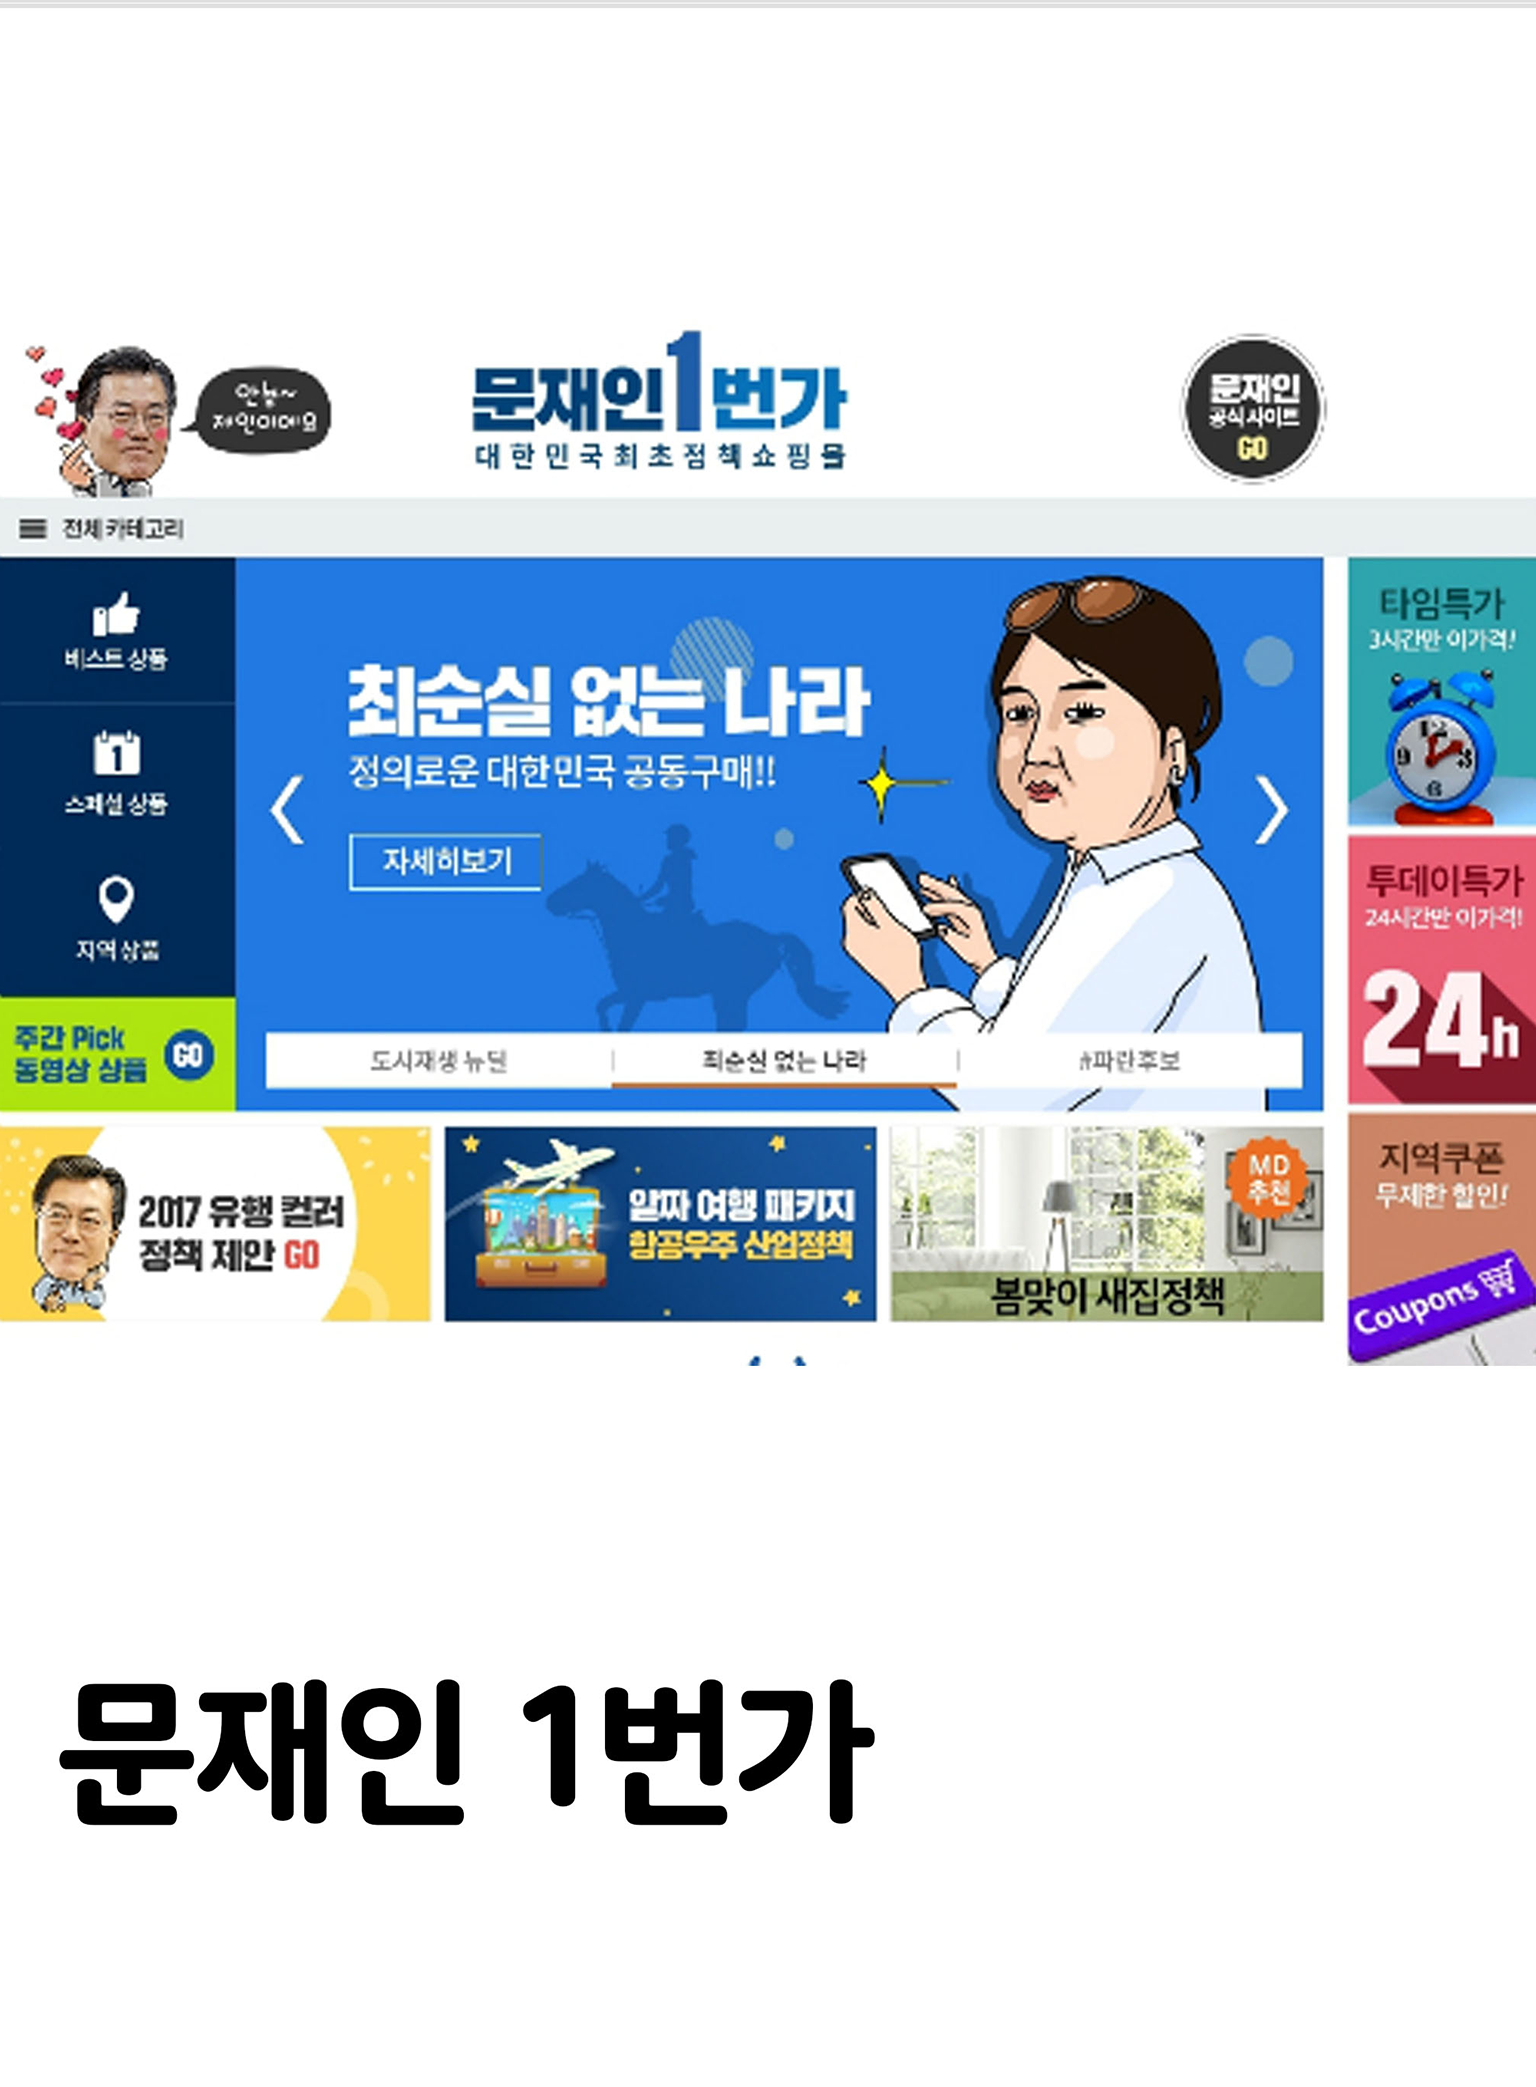 안녕~
제인이에요
문재인1번가
대한민국최초정책쇼핑몰
문재인
공식 사이트
GO
전체 카테고리
베스트 상품
1
스페셜 상품
지역 상품
주간 Pick
동영상 상품
GO
최순실 없는 나라
정의로운 대한민국 공동구매!!
자세히보기
도시재생 뉴딜
최순실 없는 나라
#파란후보
타임특가
3시간만 이가격!
12
3
6
9
투데이특가
24시간만 이가격!
24h
지역쿠폰
무제한 할인!
Coupons
2017 유행 컬러
정책 제안 GO
알짜 여행 패키지
항공우주 산업정책
MD
추천
봄맞이 새집정책
문재인 1번가